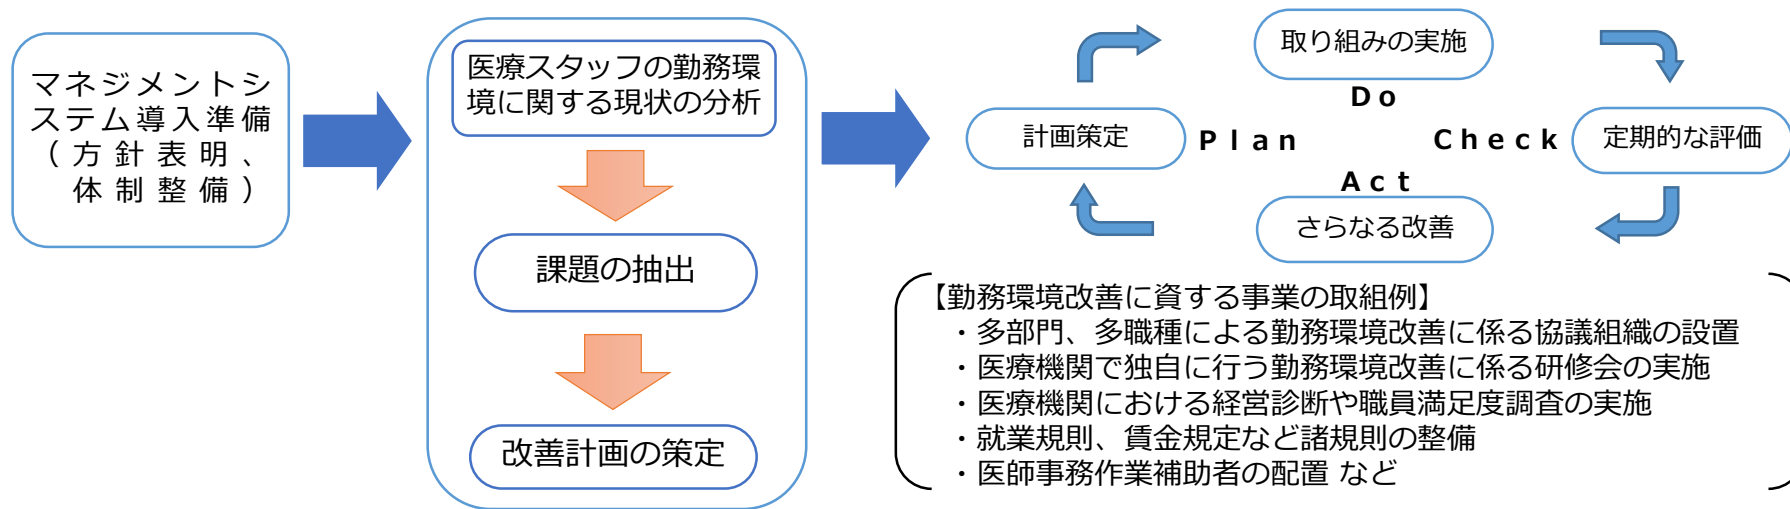 マネジメントシ
ステム導入準備
（方針表明、
体制整備）
医療スタッフの勤務環
境に関する現状の分析
課題の抽出
改善計画の策定
取り組みの実施
Do
計画策定
Plan
Check
定期的な評価
Act
さらなる改善
【勤務環境改善に資する事業の取組例】
・多部門、多職種による勤務環境改善に係る協議組織の設置
・医療機関で独自に行う勤務環境改善に係る研修会の実施
・医療機関における経営診断や職員満足度調査の実施
・就業規則、賃金規定など諸規則の整備
・医師事務作業補助者の配置 など